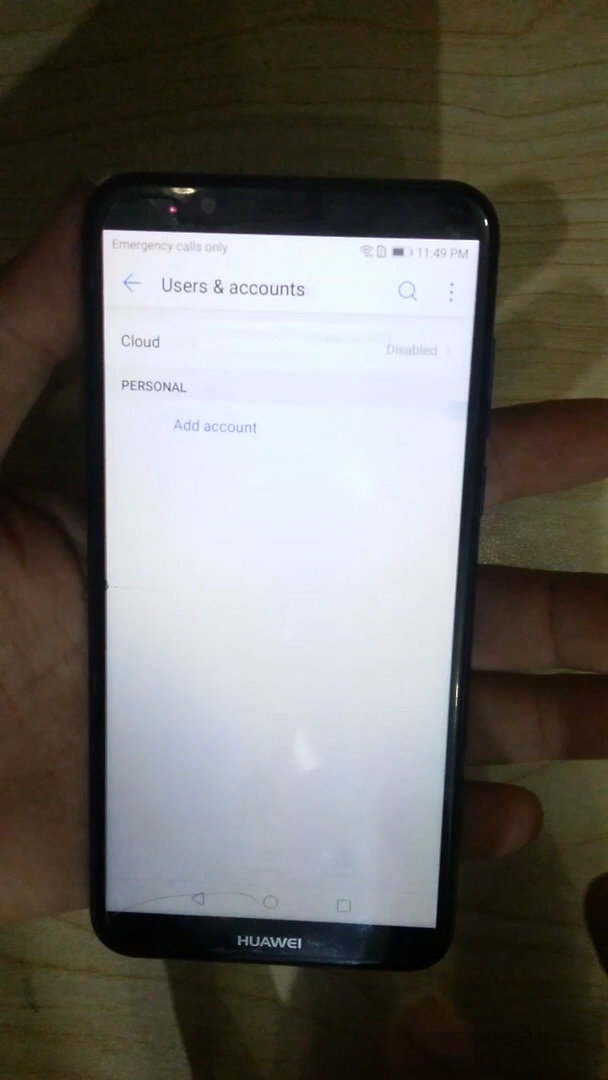 Emergency calls only 11:49 PM
Users & accounts
Cloud
Disabled
PERSONAL
Add account
HUAWEI